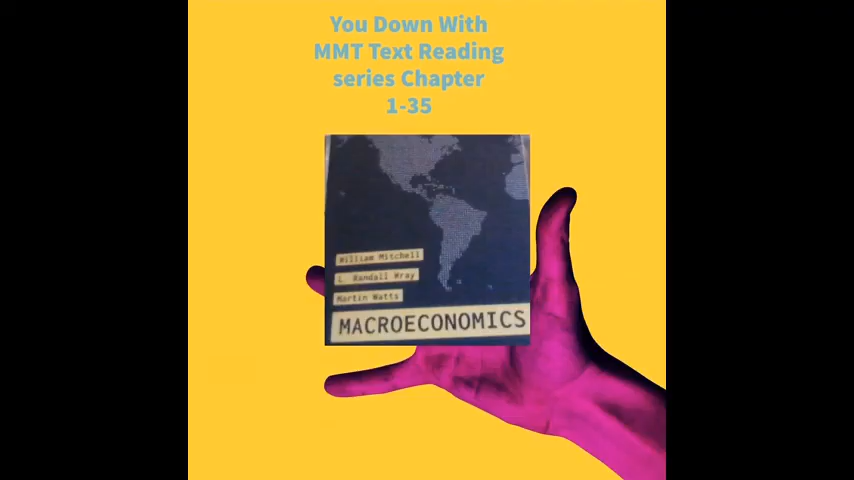 You Down With
MMT Text Reading
series Chapter
1-35
William Mitchell
L. Randall Wray
Martin Watts
MACROECONOMICS